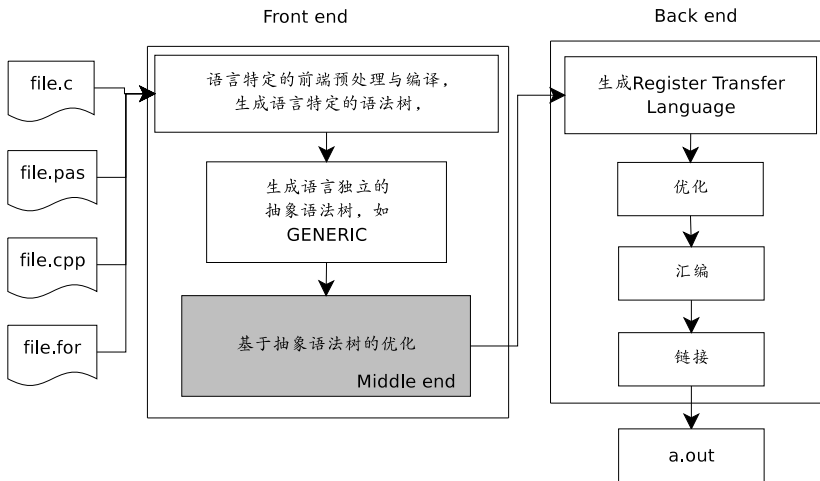 Front end
Back end
file.c
file.pas
file.cpp
file.for
语言特定的前端预处理与编译，
生成语言特定的语法树，
生成语言独立的
抽象语法树，如
GENERIC
基于抽象语法树的优化
Middle end
生成Register Transfer
Language
优化
汇编
链接
a.out